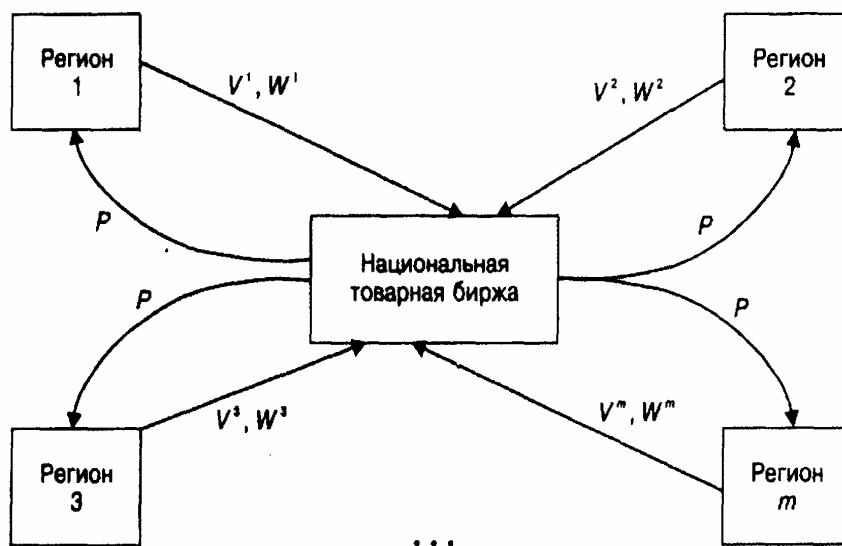 Регион
1
V¹, W¹
V², W²
Регион
2
P
Национальная
товарная биржа
P
P
P
V³, W³
Vᵐ, Wᵐ
Регион
3
Регион
m
...